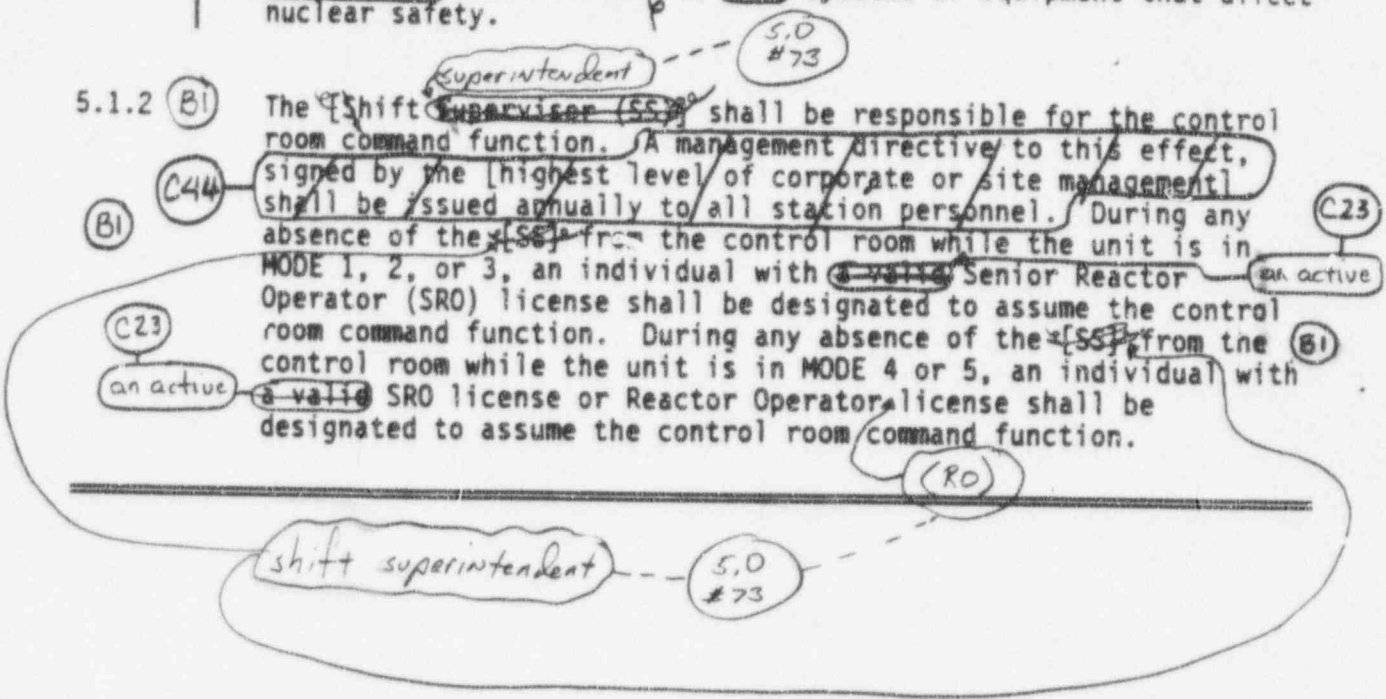 nuclear safety.
5.0
#73
superintendent
5.1.2 B1 The [Shift Supervisor (SS)] shall be responsible for the control
room command function. A management directive to this effect,
C44 signed by the [highest level of corporate or site management]
shall be issued annually to all station personnel. During any C23
B1 absence of the [SS] from the control room while the unit is in
MODE 1, 2, or 3, an individual with a valid Senior Reactor an active
Operator (SRO) license shall be designated to assume the control
C23 room command function. During any absence of the [SS] from the B1
control room while the unit is in MODE 4 or 5, an individual with
an active a valid SRO license or Reactor Operator license shall be
designated to assume the control room command function.
(RO)
shift superintendent 5.0
#73